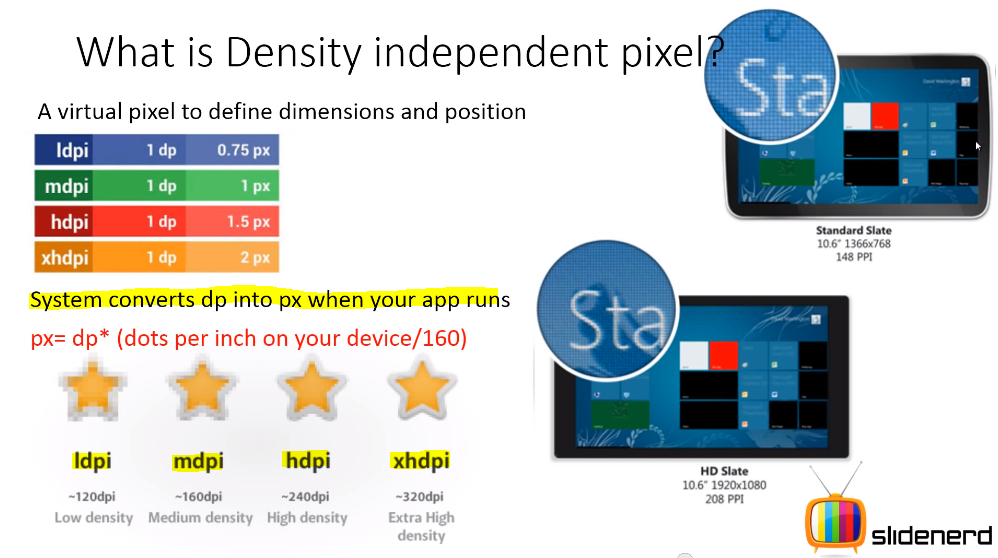 What is Density independent pixel?
A virtual pixel to define dimensions and position
ldpi 1 dp 0.75 px
mdpi 1 dp 1 px
hdpi 1 dp 1.5 px
xhdpi 1 dp 2 px
System converts dp into px when your app runs
px= dp* (dots per inch on your device/160)
ldpi mdpi hdpi xhdpi
~120dpi ~160dpi ~240dpi ~320dpi
Low density Medium density High density Extra High
density
Sta
David Washington
Standard Slate
10.6" 1366x768
148 PPI
Sta
David Washington
HD Slate
10.6" 1920x1080
208 PPI
slidenerd